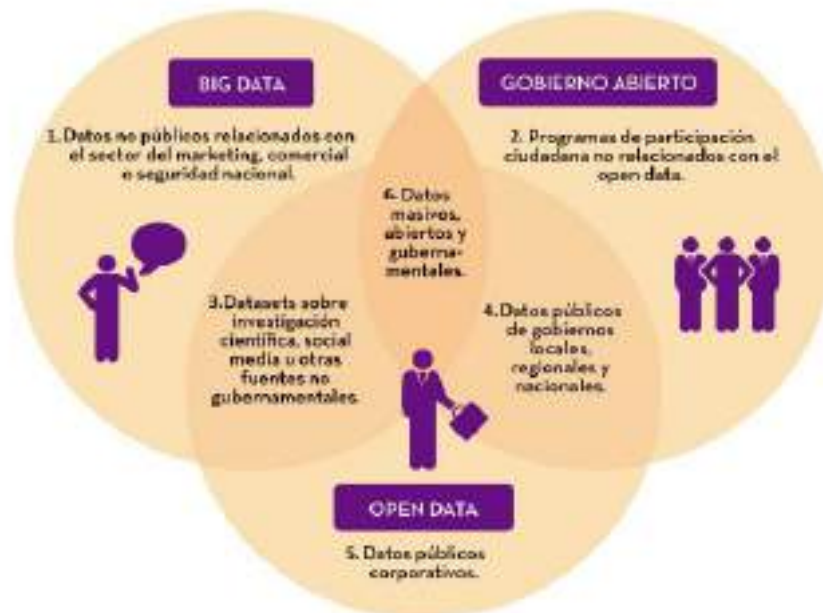 BIG DATA
1. Datos no públicos relacionados con
el sector del marketing, comercial
o seguridad nacional.
GOBIERNO ABIERTO
2. Programas de participación
ciudadana no relacionados con el
open data.
6. Datos
masivos,
abiertos y
guberna-
mentales.
3. Datasets sobre
investigación
científica, social
media u otras
fuentes no
gubernamentales.
4. Datos públicos
de gobiernos
locales,
regionales y
nacionales.
OPEN DATA
5. Datos públicos
corporativos.